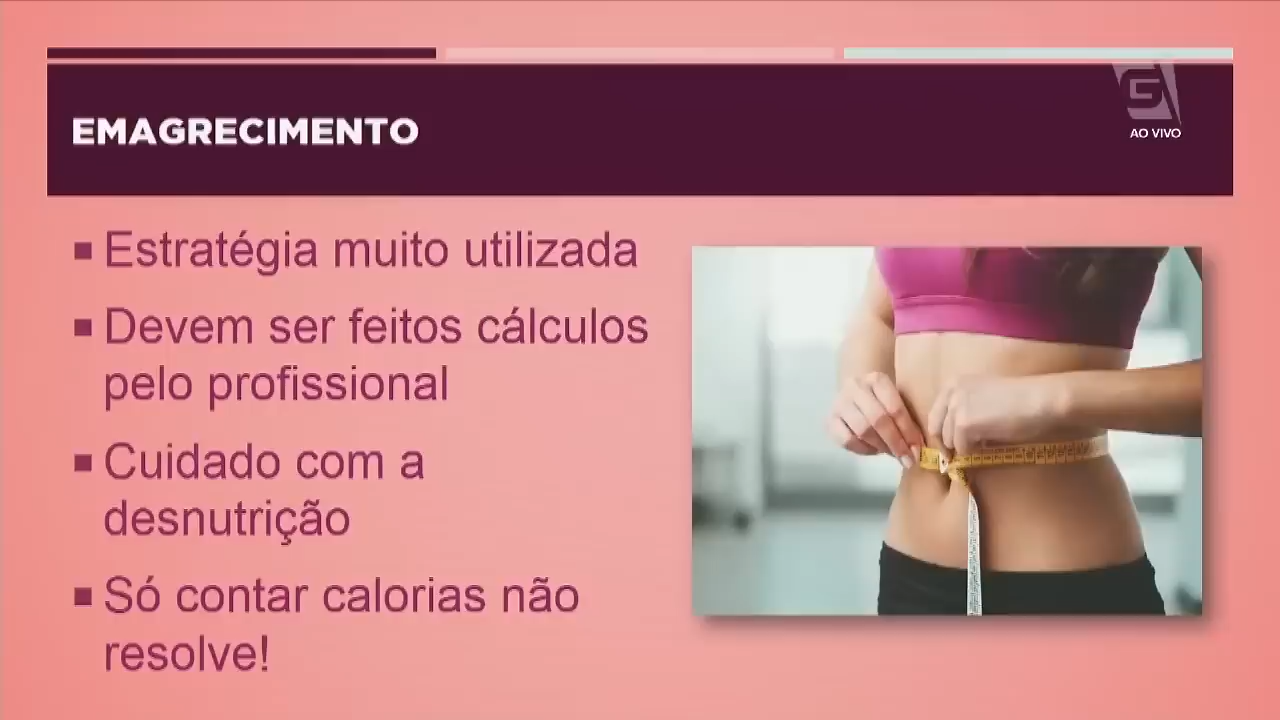 EMAGRECIMENTO
AO VIVO
Estratégia muito utilizada
Devem ser feitos cálculos
pelo profissional
Cuidado com a
desnutrição
Só contar calorias não
resolve!